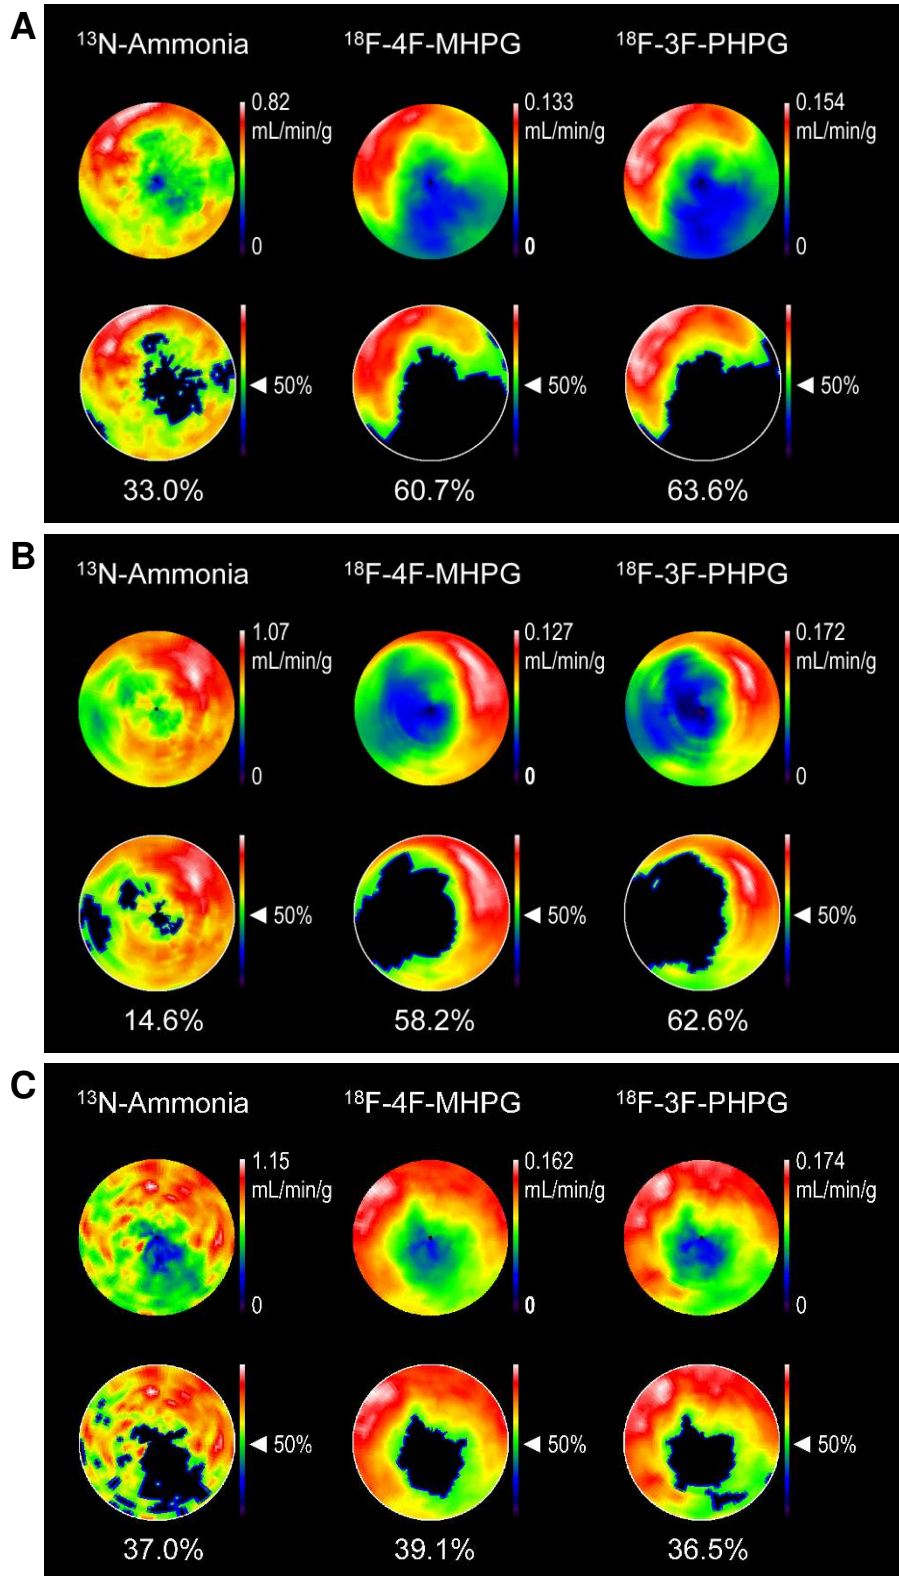 A
¹³N-Ammonia ¹⁸F-4F-MHPG ¹⁸F-3F-PHPG
0.82 0.133 0.154
mL/min/g mL/min/g mL/min/g
0 0 0
50% 50% 50%
33.0% 60.7% 63.6%
B
¹³N-Ammonia ¹⁸F-4F-MHPG ¹⁸F-3F-PHPG
1.07 0.127 0.172
mL/min/g mL/min/g mL/min/g
0 0 0
50% 50% 50%
14.6% 58.2% 62.6%
C
¹³N-Ammonia ¹⁸F-4F-MHPG ¹⁸F-3F-PHPG
1.15 0.162 0.174
mL/min/g mL/min/g mL/min/g
0 0 0
50% 50% 50%
37.0% 39.1% 36.5%